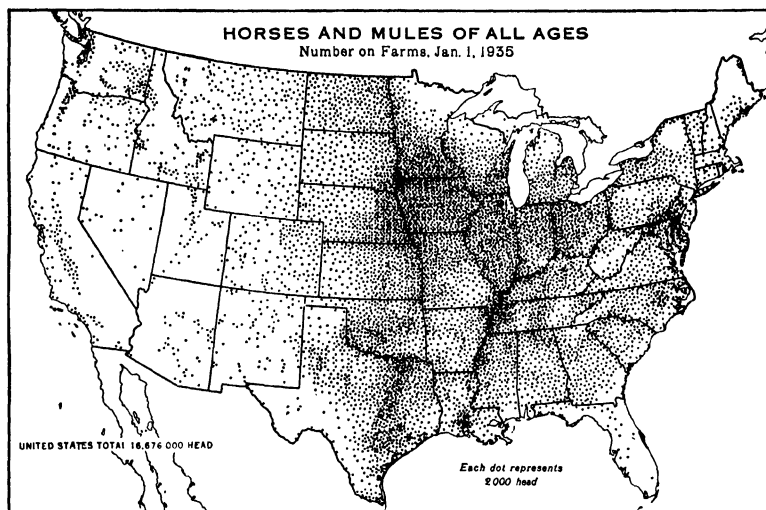 HORSES AND MULES OF ALL AGES
Number on Farms, Jan. 1, 1935
UNITED STATES TOTAL 16,676 000 HEAD
Each dot represents
2000 head